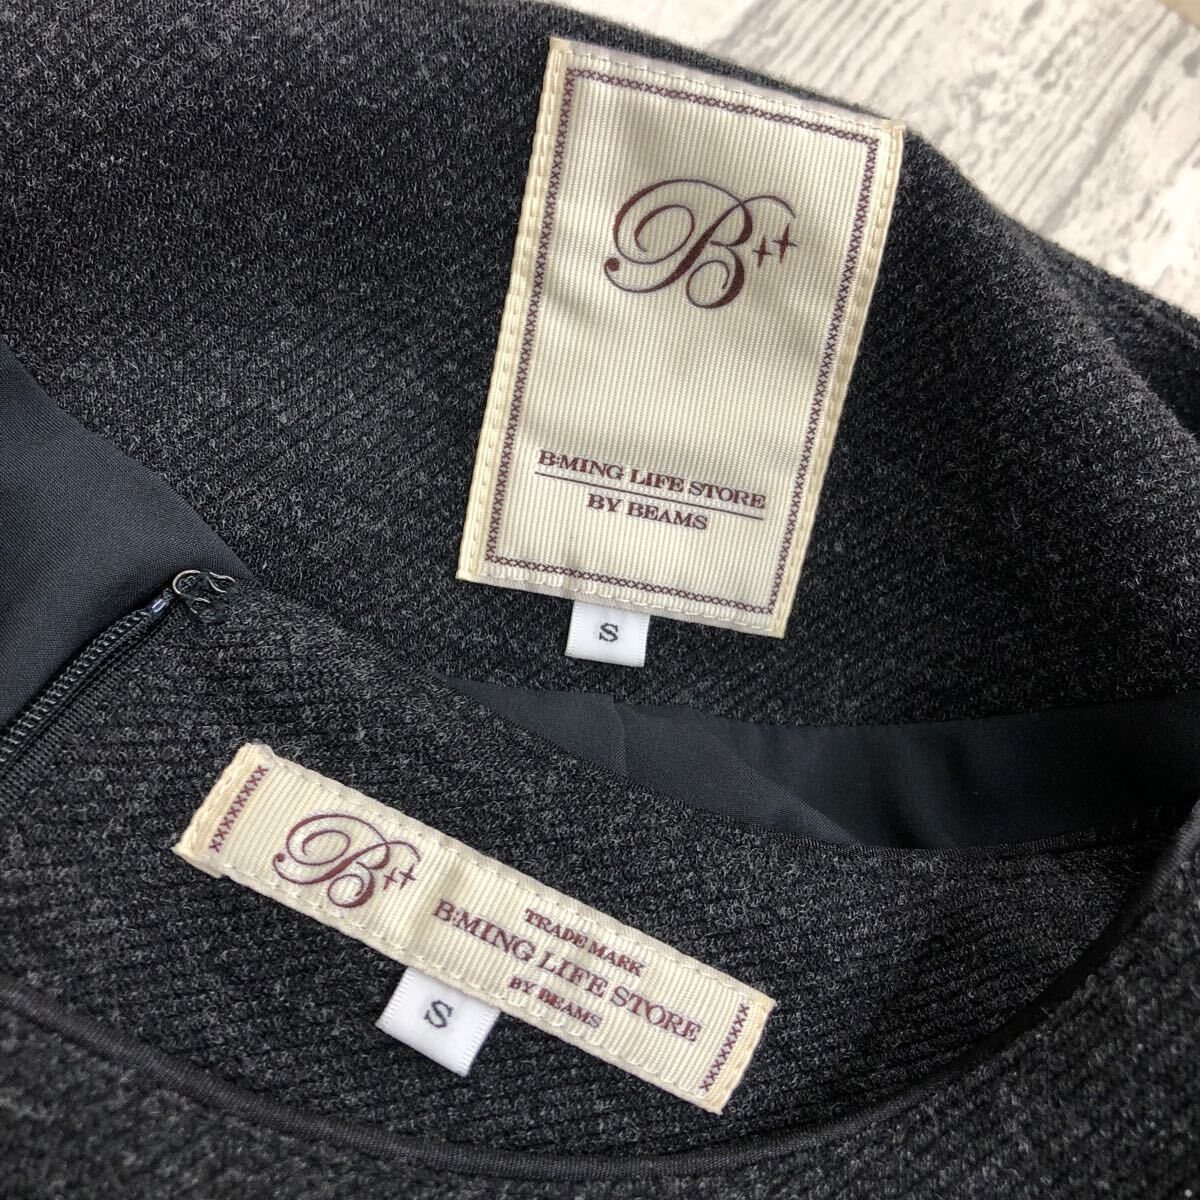 B++
B:MING LIFE STORE
BY BEAMS
S
B++
TRADE MARK
B:MING LIFE STORE
BY BEAMS
S